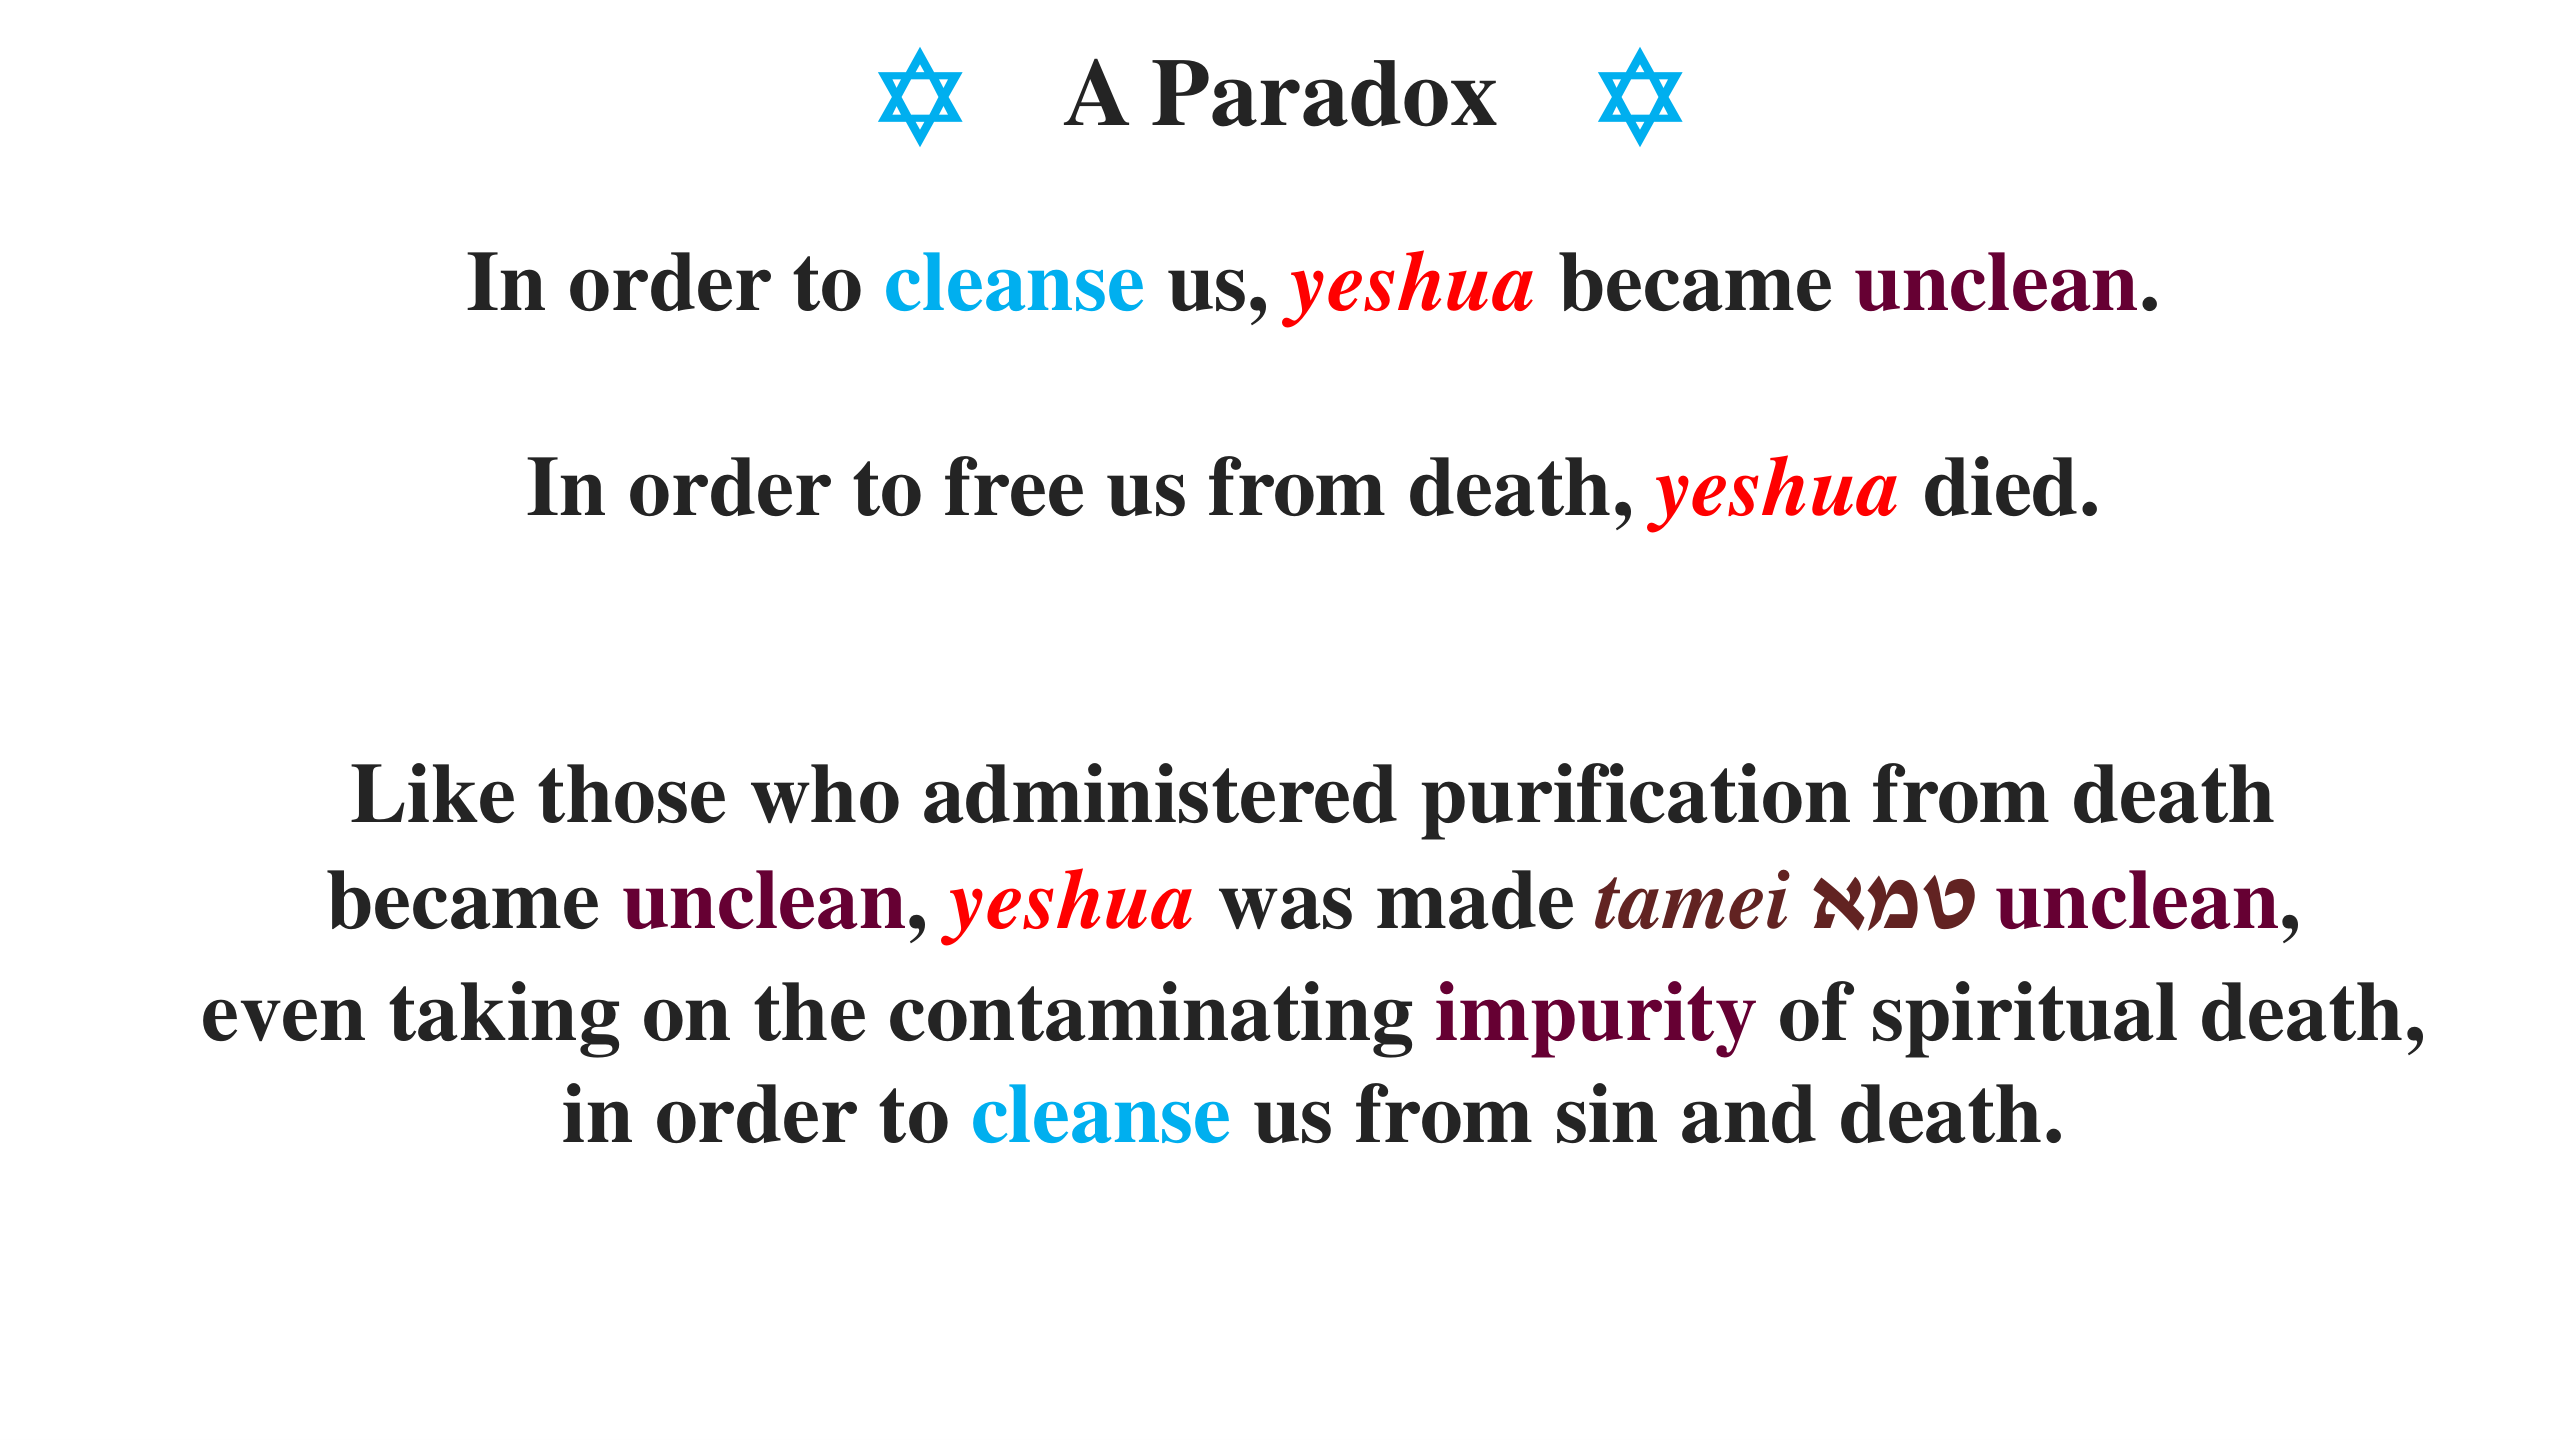 ✡ A Paradox ✡
In order to cleanse us, yeshua became unclean.
In order to free us from death, yeshua died.
Like those who administered purification from death
became unclean, yeshua was made tamei טמא unclean,
even taking on the contaminating impurity of spiritual death,
in order to cleanse us from sin and death.